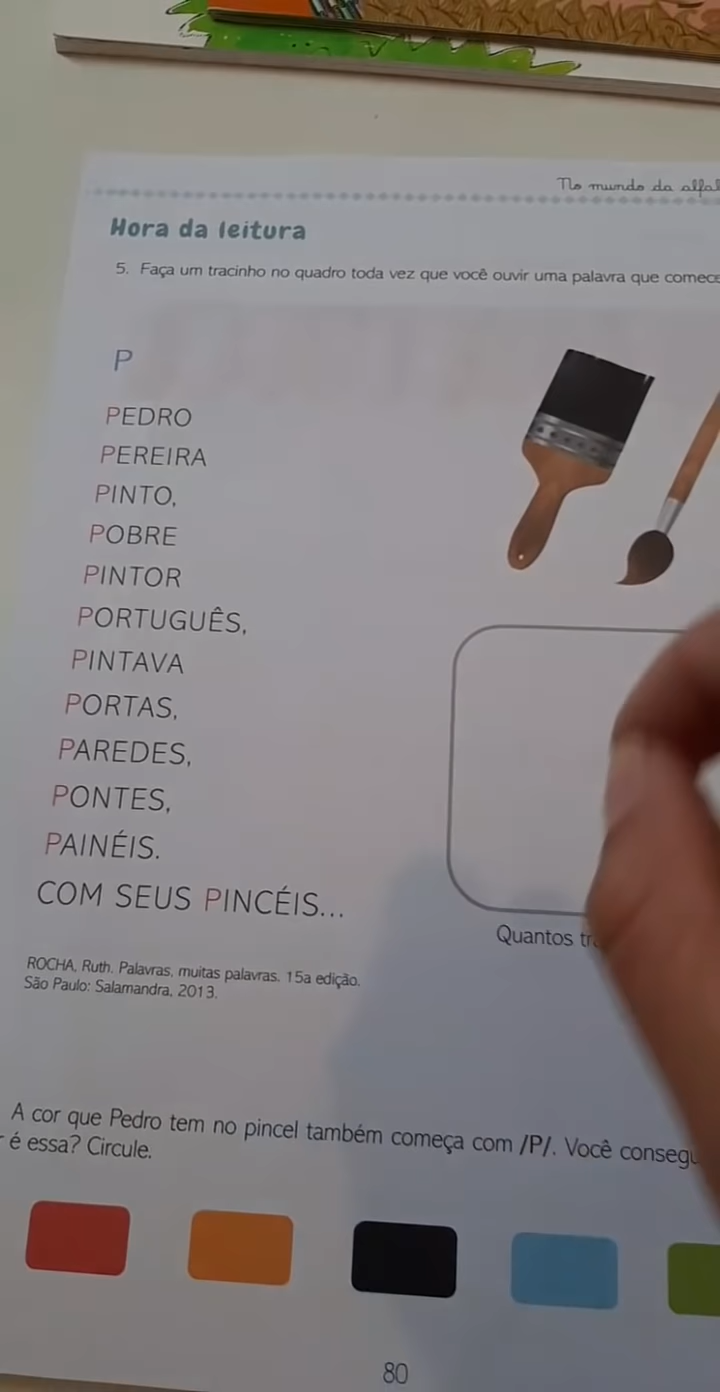 No mundo da
Hora da leitura
5. Faça um tracinho no quadro toda vez que você ouvir uma palavra que
P
PEDRO
PEREIRA
PINTO,
POBRE
PINTOR
PORTUGUÊS,
PINTAVA
PORTAS,
PAREDES,
PONTES,
PAINÉIS.
COM SEUS PINCÉIS...
Quantos
ROCHA, Ruth. Palavras, muitas palavras. 15a edição.
São Paulo: Salamandra, 2013.
A cor que Pedro tem no pincel também começa com /P/. Você
é essa? Circule.
80